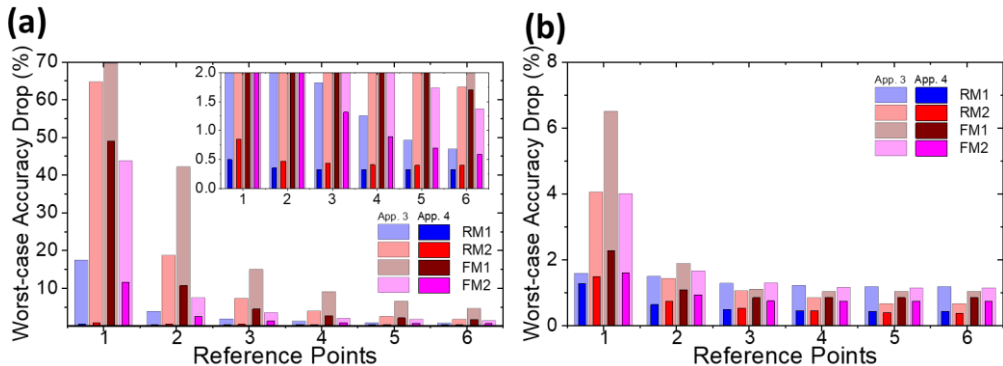 (a)
Worst-case Accuracy Drop (%)
70
60
50
40
30
20
10
1 2 3 4 5 6
Reference Points
2.0
1.5
1.0
0.5
0.0
1 2 3 4 5 6
App. 3 App. 4
RM1
RM2
FM1
FM2
(b)
Worst-case Accuracy Drop (%)
8
6
4
2
0
1 2 3 4 5 6
Reference Points
App. 3 App. 4
RM1
RM2
FM1
FM2